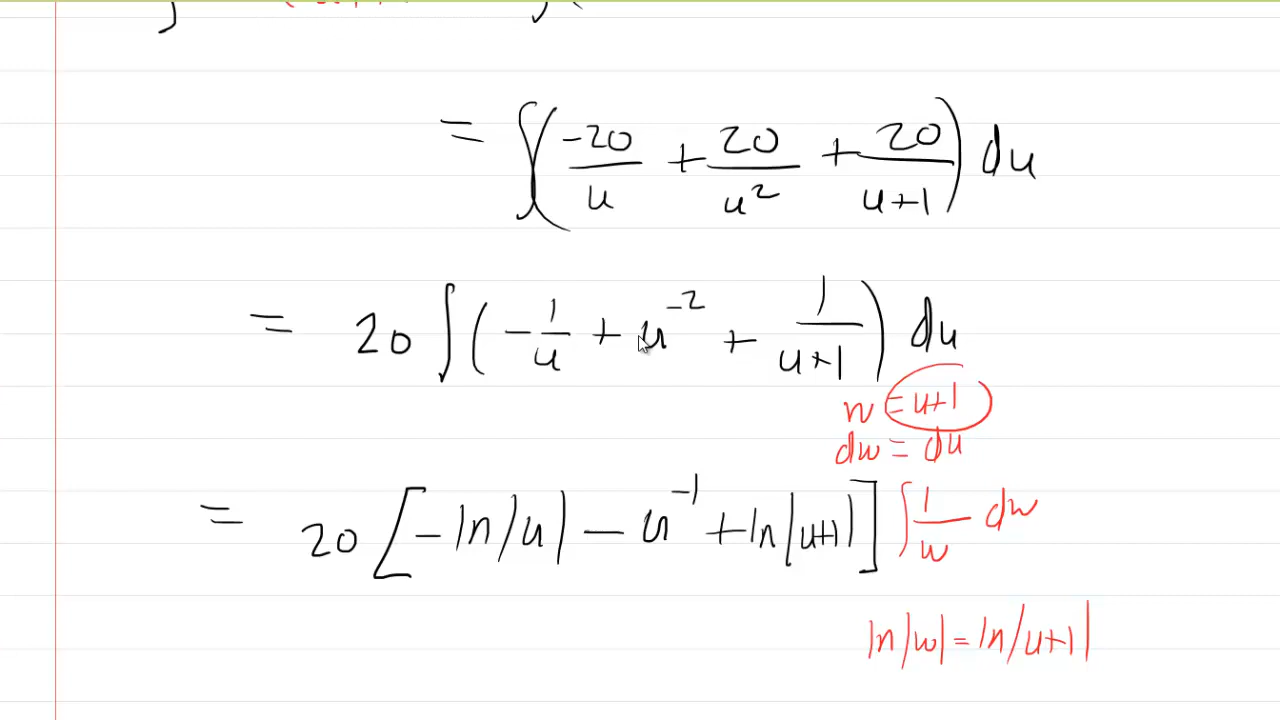 = ∫(-20/u + 20/u² + 20/(u+1)) du
= 20 ∫(-1/u + u⁻² + 1/(u+1)) du
w = u+1
dw = du
= 20 [-ln|u| - u⁻¹ + ln|u+1|]
∫ 1/w dw
ln|w| = ln|u+1|